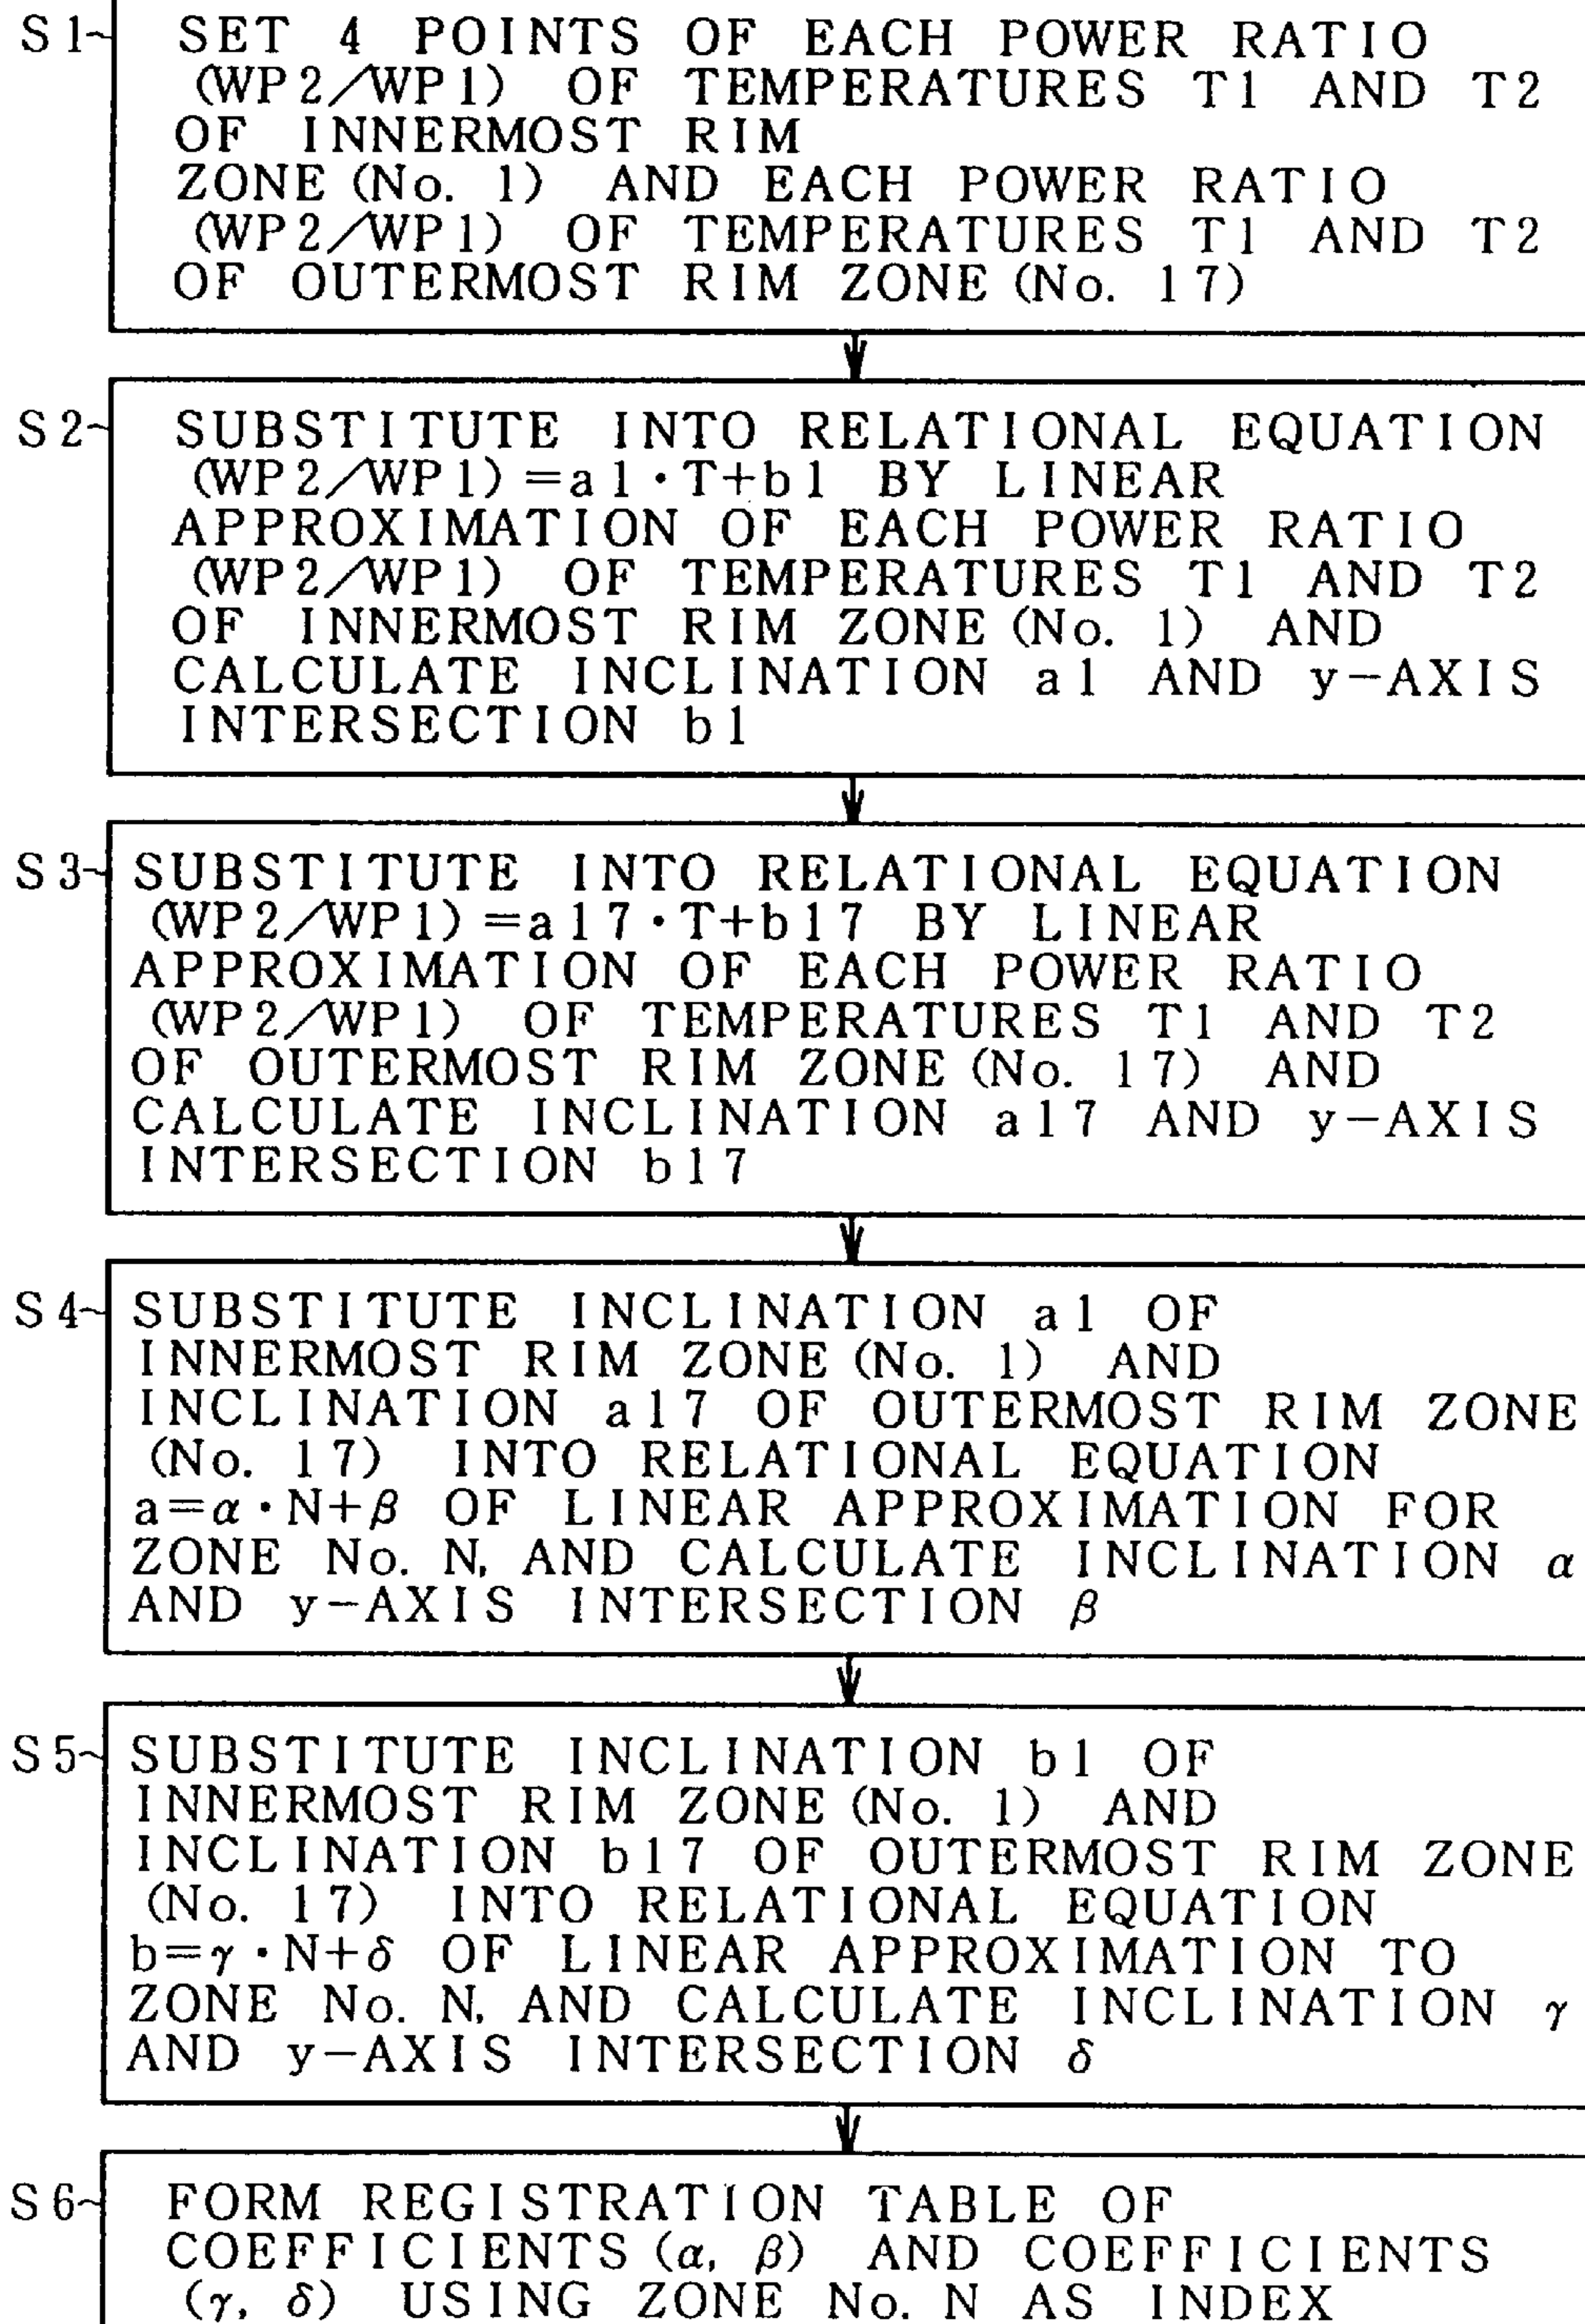 S1 SET 4 POINTS OF EACH POWER RATIO
(WP2/WP1) OF TEMPERATURES T1 AND T2
OF INNERMOST RIM
ZONE (No. 1) AND EACH POWER RATIO
(WP2/WP1) OF TEMPERATURES T1 AND T2
OF OUTERMOST RIM ZONE (No. 17)
S2 SUBSTITUTE INTO RELATIONAL EQUATION
(WP2/WP1)=a1·T+b1 BY LINEAR
APPROXIMATION OF EACH POWER RATIO
(WP2/WP1) OF TEMPERATURES T1 AND T2
OF INNERMOST RIM ZONE (No. 1) AND
CALCULATE INCLINATION a1 AND y-AXIS
INTERSECTION b1
S3 SUBSTITUTE INTO RELATIONAL EQUATION
(WP2/WP1)=a17·T+b17 BY LINEAR
APPROXIMATION OF EACH POWER RATIO
(WP2/WP1) OF TEMPERATURES T1 AND T2
OF OUTERMOST RIM ZONE (No. 17) AND
CALCULATE INCLINATION a17 AND y-AXIS
INTERSECTION b17
S4 SUBSTITUTE INCLINATION a1 OF
INNERMOST RIM ZONE (No. 1) AND
INCLINATION a17 OF OUTERMOST RIM ZONE
(No. 17) INTO RELATIONAL EQUATION
a=α·N+β OF LINEAR APPROXIMATION FOR
ZONE No. N, AND CALCULATE INCLINATION α
AND y-AXIS INTERSECTION β
S5 SUBSTITUTE INCLINATION b1 OF
INNERMOST RIM ZONE (No. 1) AND
INCLINATION b17 OF OUTERMOST RIM ZONE
(No. 17) INTO RELATIONAL EQUATION
b=γ·N+δ OF LINEAR APPROXIMATION TO
ZONE No. N, AND CALCULATE INCLINATION γ
AND y-AXIS INTERSECTION δ
S6 FORM REGISTRATION TABLE OF
COEFFICIENTS (α, β) AND COEFFICIENTS
(γ, δ) USING ZONE No. N AS INDEX